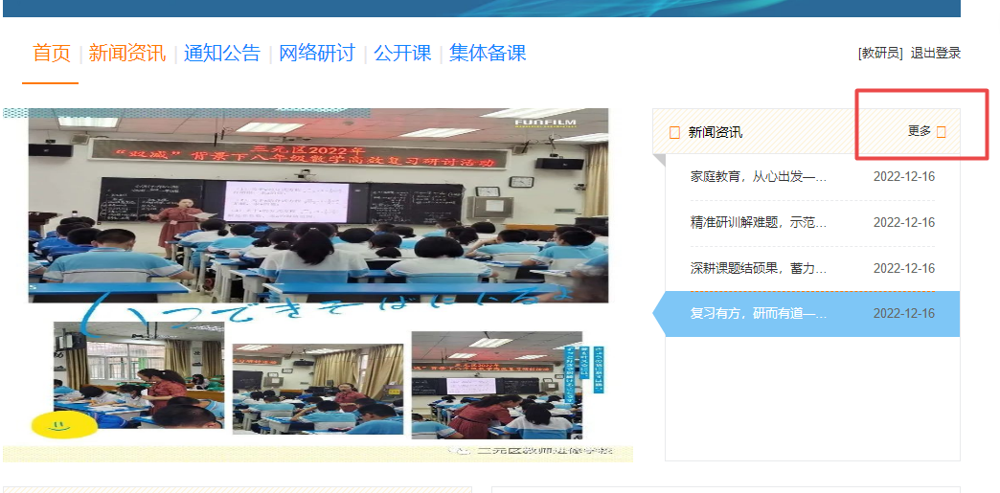 首页 | 新闻资讯 | 通知公告 | 网络研讨 | 公开课 | 集体备课
[教研员] 退出登录
FUNFILM
三元区2022年
“双减”背景下八年级数学高效复习研讨活动
いつできそばにになる
三元区教师进修学校
新闻资讯 更多
家庭教育，从心出发—... 2022-12-16
精准研训解难题，示范... 2022-12-16
深耕课题结硕果，蓄力... 2022-12-16
复习有方，研而有道—... 2022-12-16